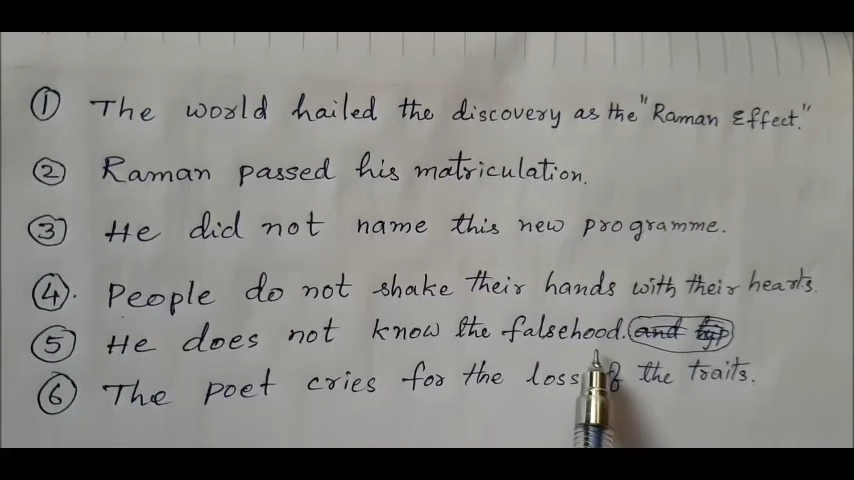 ① The world hailed the discovery as the "Raman Effect."
② Raman passed his matriculation.
③ He did not name this new programme.
④. People do not shake their hands with their hearts.
⑤ He does not know the falsehood. and hyp
⑥ The poet cries for the loss of the traits.